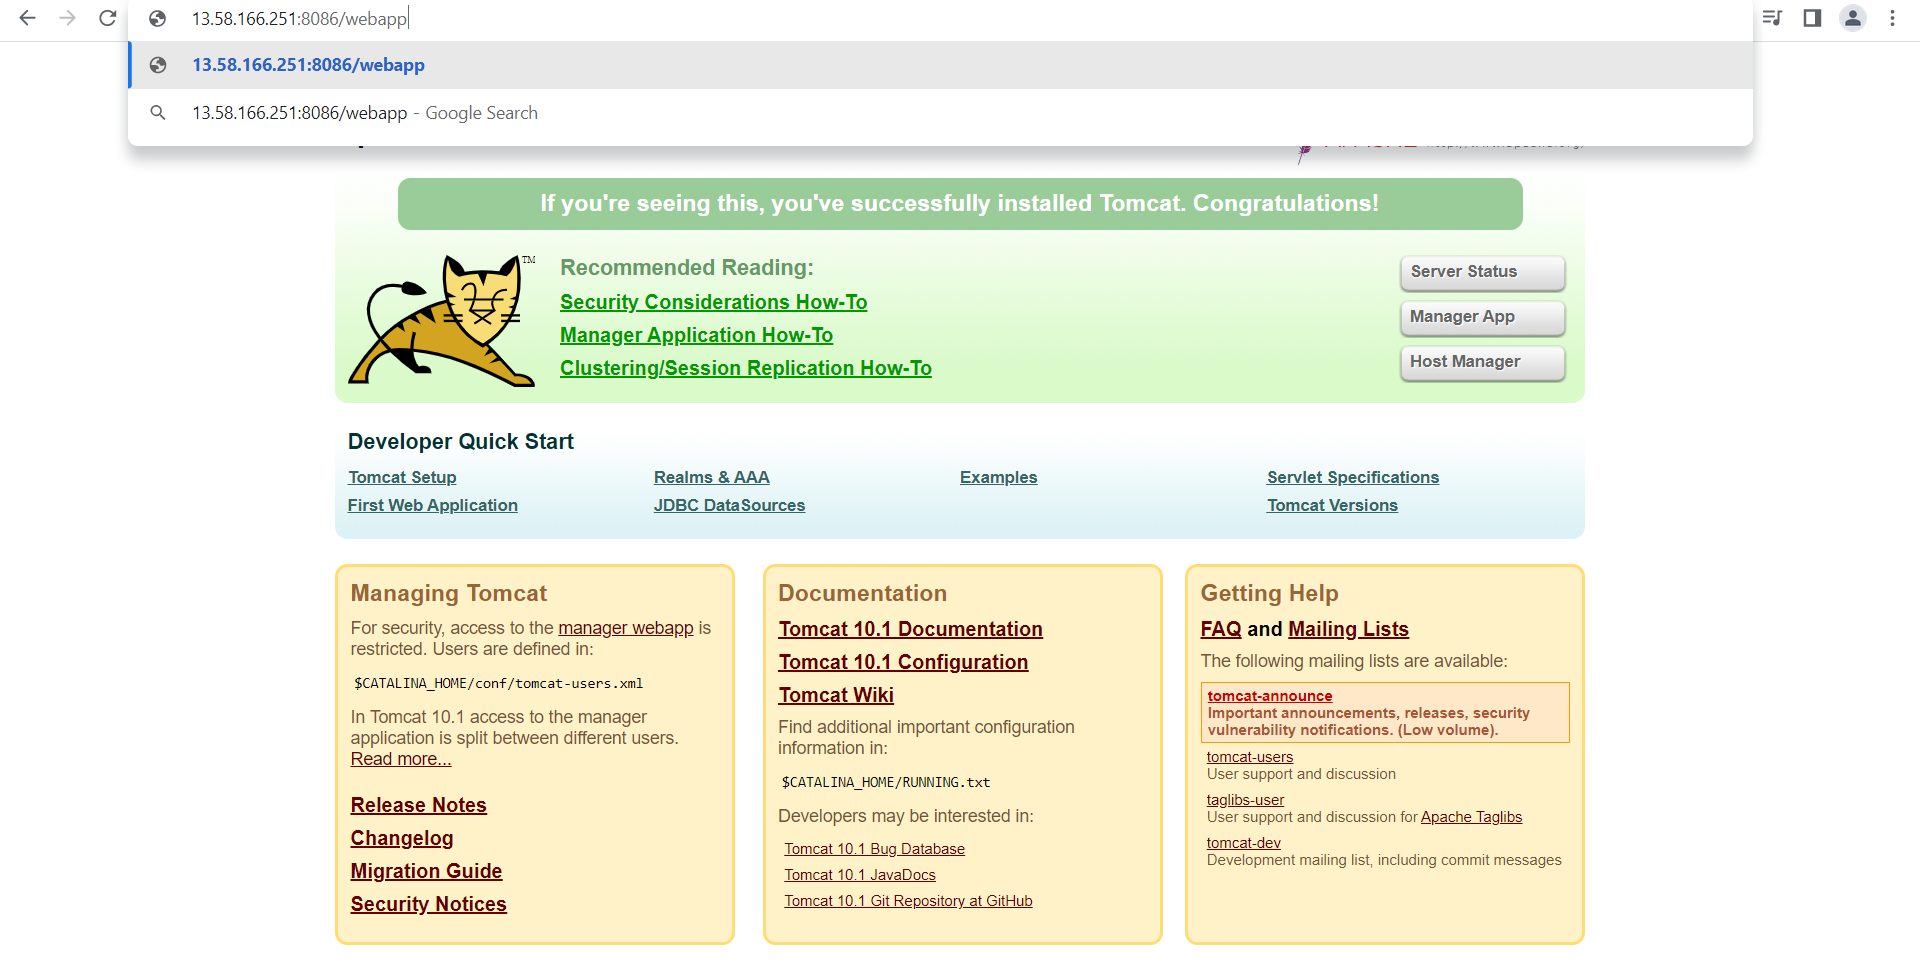 13.58.166.251:8086/webapp
13.58.166.251:8086/webapp
13.58.166.251:8086/webapp - Google Search
If you're seeing this, you've successfully installed Tomcat. Congratulations!
TM
Recommended Reading:
Security Considerations How-To
Manager Application How-To
Clustering/Session Replication How-To
Server Status
Manager App
Host Manager
Developer Quick Start
Tomcat Setup
First Web Application
Realms & AAA
JDBC DataSources
Examples
Servlet Specifications
Tomcat Versions
Managing Tomcat
For security, access to the manager webapp is
restricted. Users are defined in:
$CATALINA_HOME/conf/tomcat-users.xml
In Tomcat 10.1 access to the manager
application is split between different users.
Read more...
Release Notes
Changelog
Migration Guide
Security Notices
Documentation
Tomcat 10.1 Documentation
Tomcat 10.1 Configuration
Tomcat Wiki
Find additional important configuration
information in:
$CATALINA_HOME/RUNNING.txt
Developers may be interested in:
Tomcat 10.1 Bug Database
Tomcat 10.1 JavaDocs
Tomcat 10.1 Git Repository at GitHub
Getting Help
FAQ and Mailing Lists
The following mailing lists are available:
tomcat-announce
Important announcements, releases, security
vulnerability notifications. (Low volume).
tomcat-users
User support and discussion
taglibs-user
User support and discussion for Apache Taglibs
tomcat-dev
Development mailing list, including commit messages